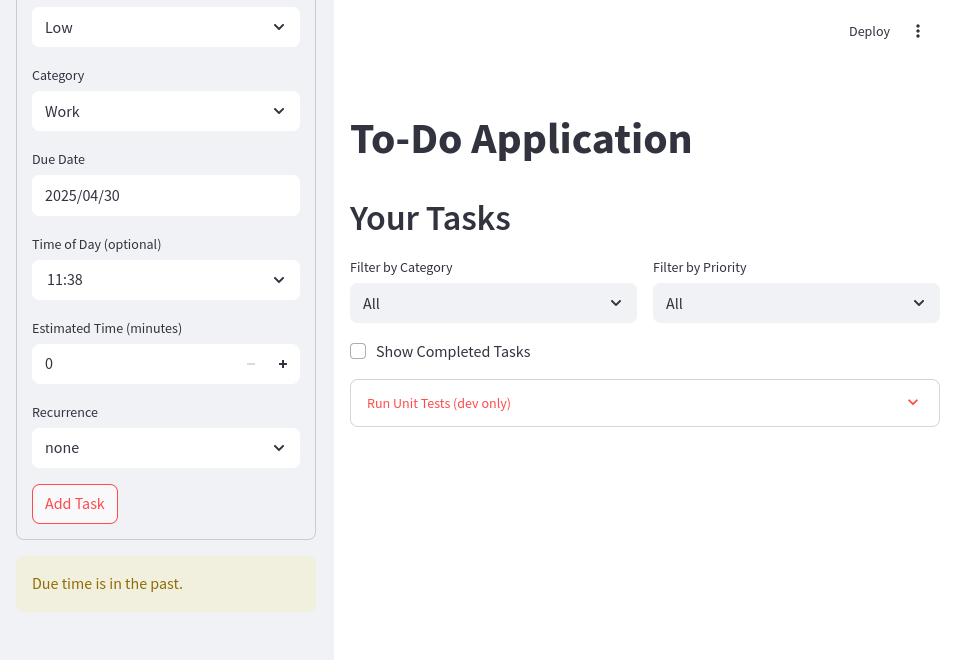 Low
Category
Work
Due Date
2025/04/30
Time of Day (optional)
11:38
Estimated Time (minutes)
0
Recurrence
none
Add Task
Due time is in the past.
Deploy
To-Do Application
Your Tasks
Filter by Category
Filter by Priority
All
All
Show Completed Tasks
Run Unit Tests (dev only)